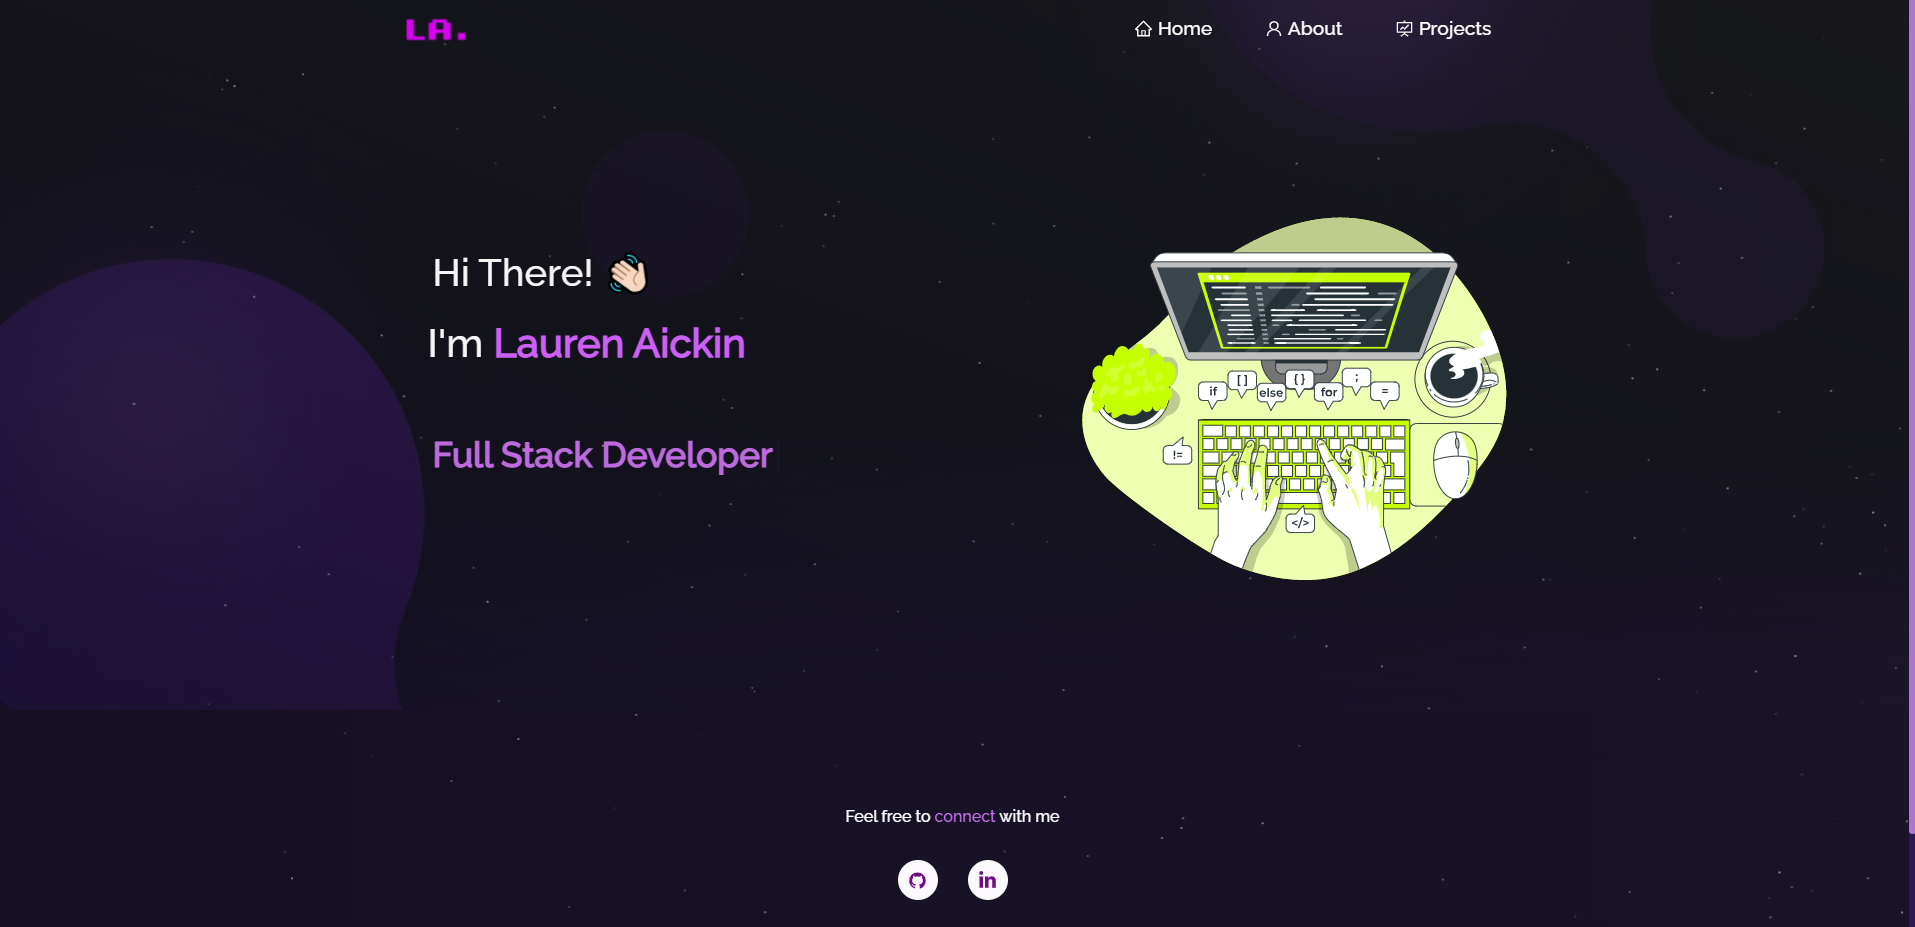 LA.
Home About Projects
Hi There! 👋🏻
I'm Lauren Aickin
Full Stack Developer
if [ ] else { } for ; =
!=
</>
Feel free to connect with me
in